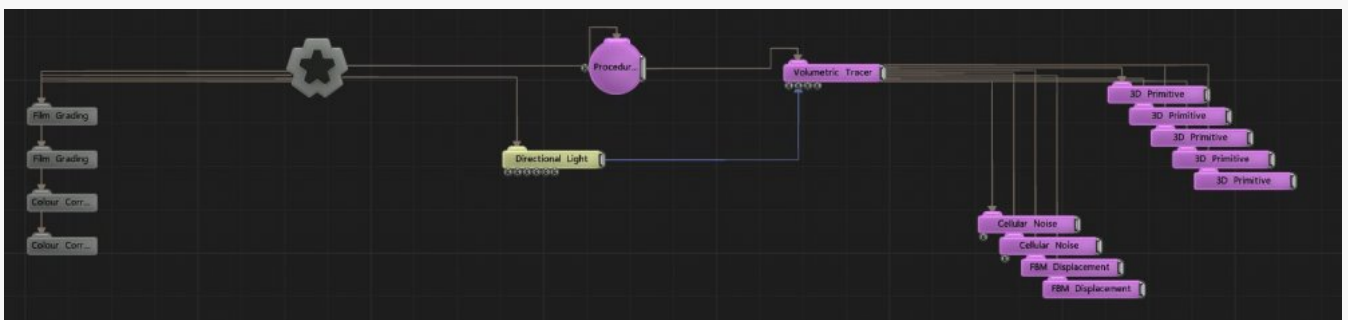 Procedur...
Volumetric Tracer
3D Primitive
Film Grading
3D Primitive
3D Primitive
Film Grading
Directional Light
3D Primitive
3D Primitive
Colour Corr...
Cellular Noise
Colour Corr...
Cellular Noise
FBM Displacement
FBM Displacement